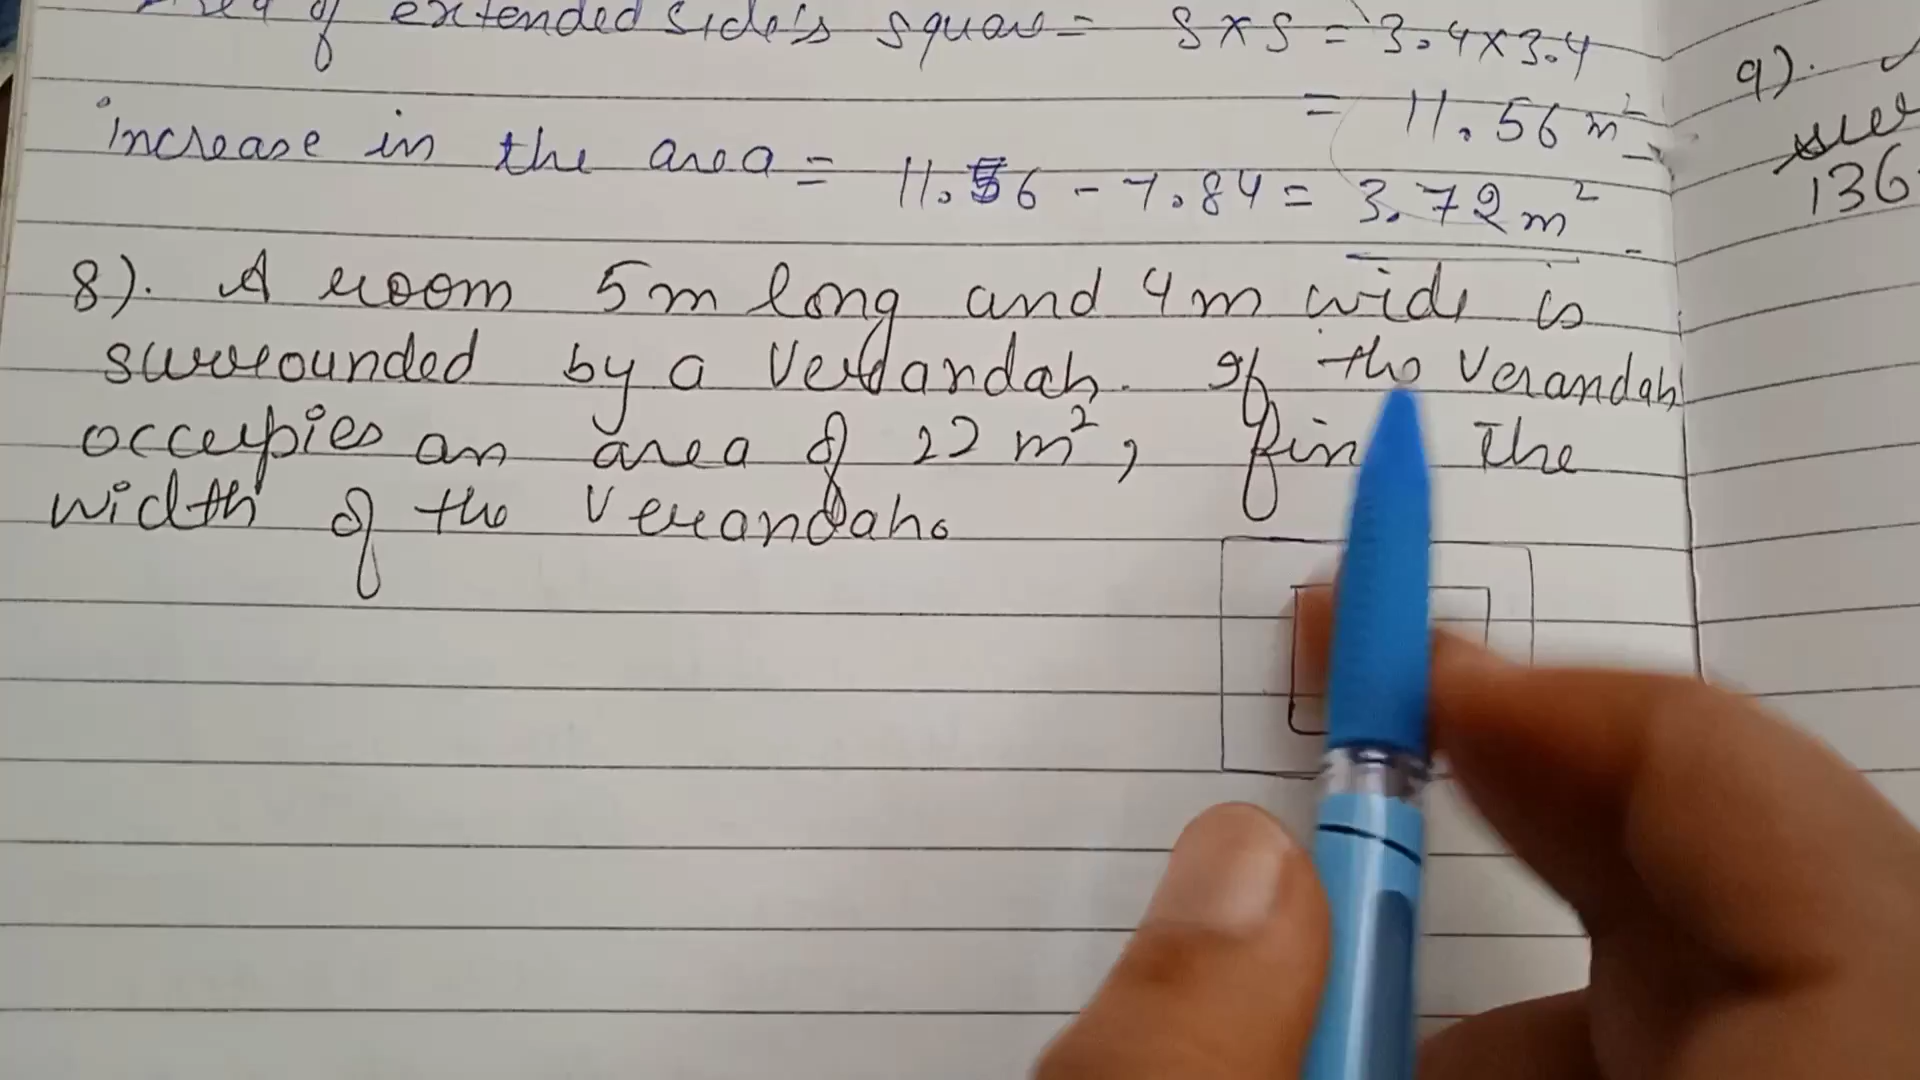 of extended side's square = S x S = 3.4 x 3.4
= 11.56 m²
increase in the area = 11.56 - 7.84 = 3.72 m²
8). A room 5m long and 4m wide is
surrounded by a Verandah. If the Verandah
occupies an area of 22 m², find The
width of the Verandah.
9).
136